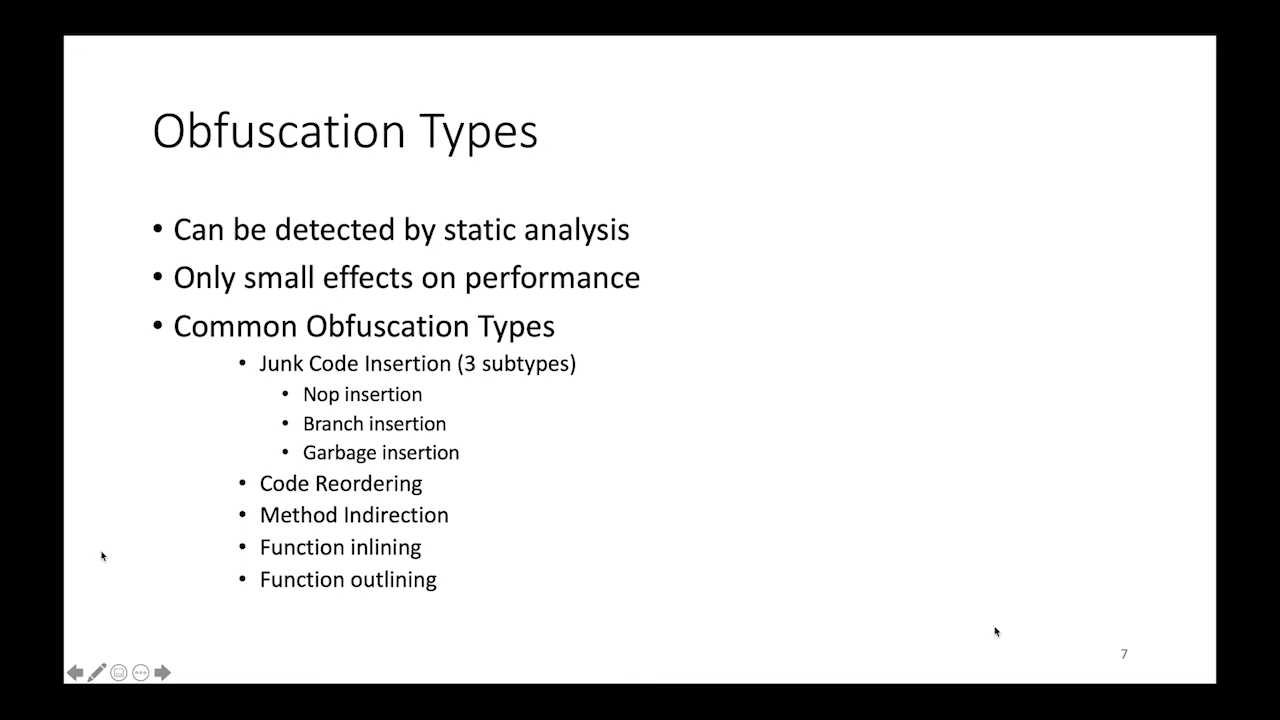 Obfuscation Types
• Can be detected by static analysis
• Only small effects on performance
• Common Obfuscation Types
• Junk Code Insertion (3 subtypes)
• Nop insertion
• Branch insertion
• Garbage insertion
• Code Reordering
• Method Indirection
• Function inlining
• Function outlining
7